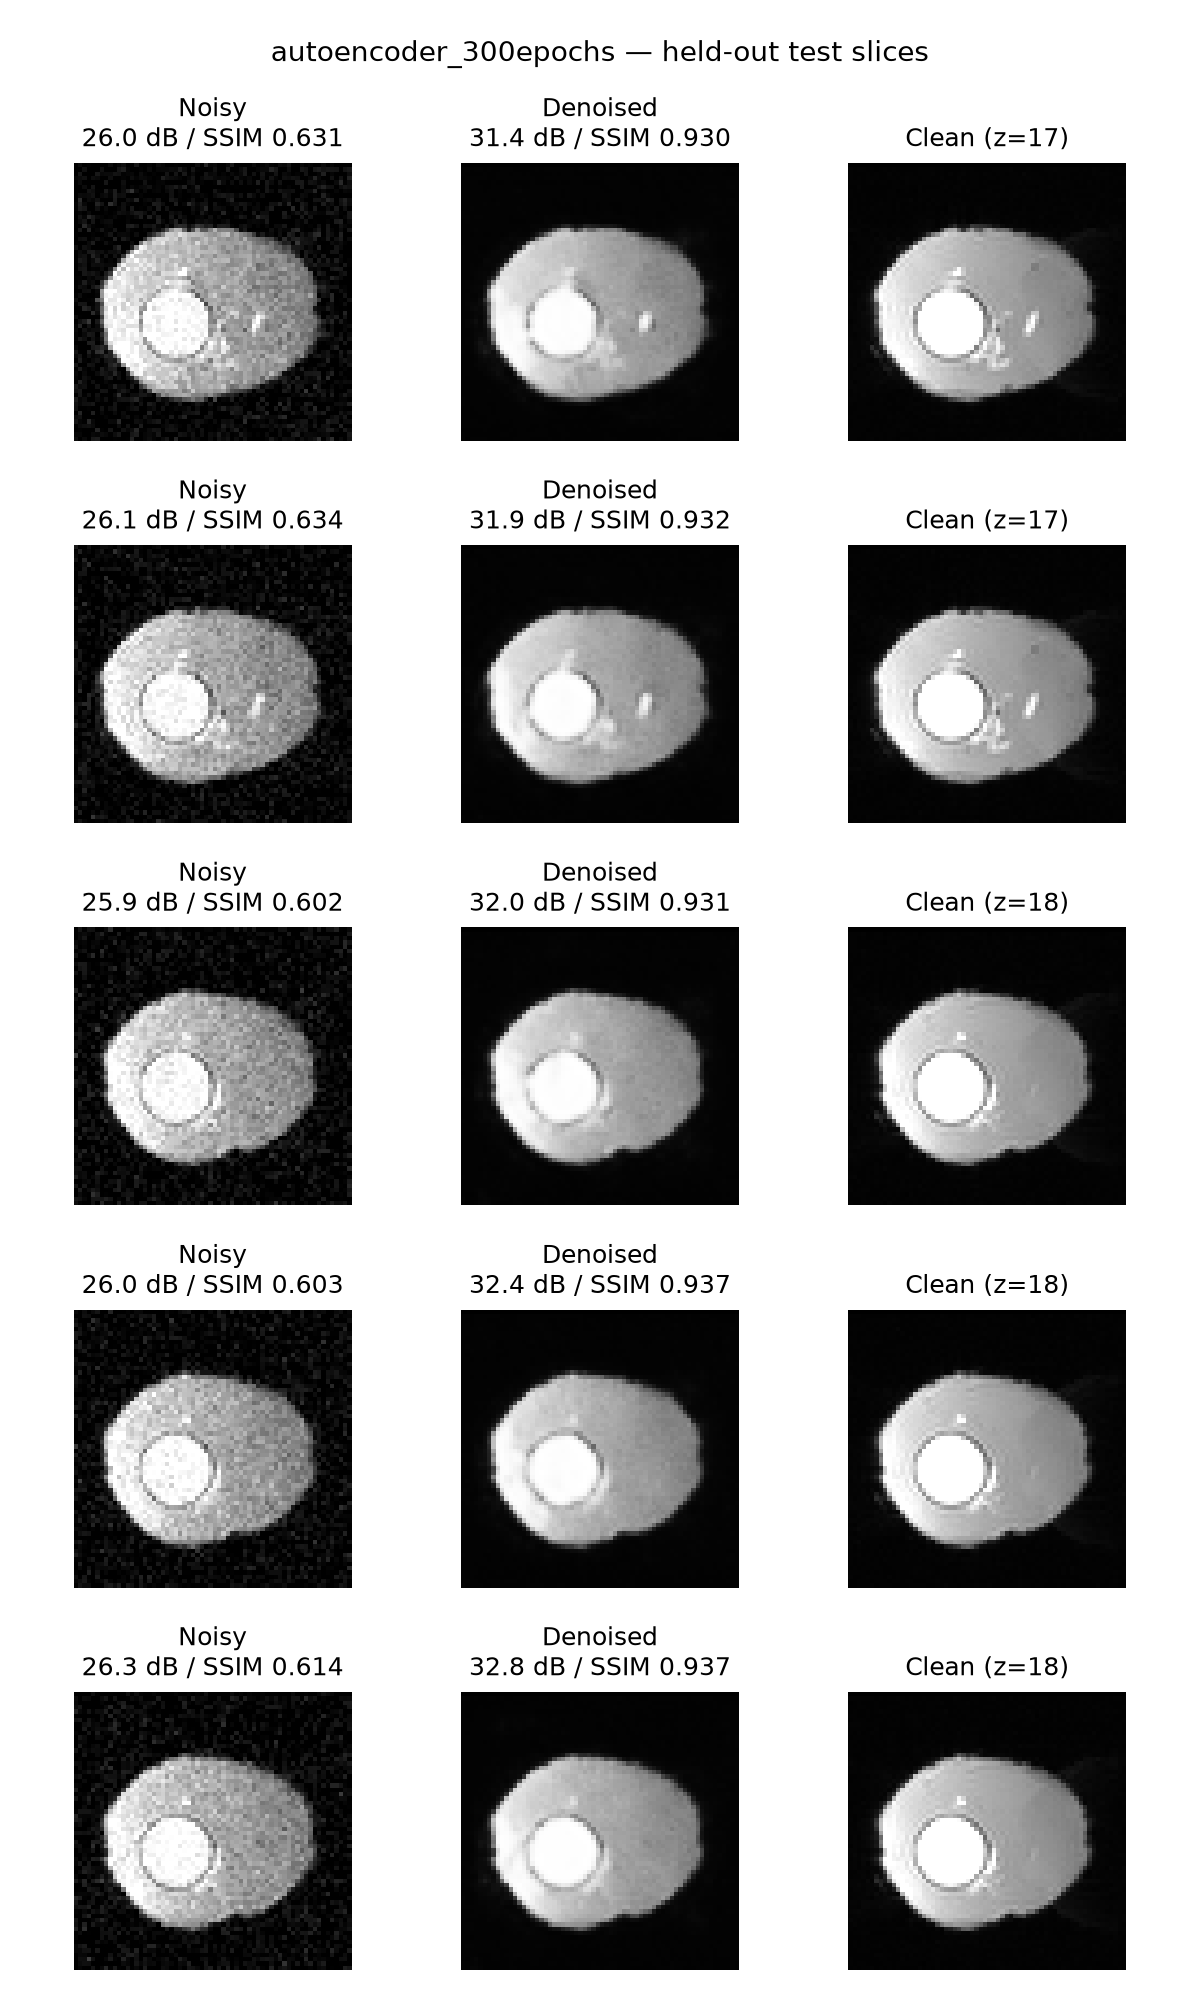 autoencoder_300epochs — held-out test slices
Noisy
26.0 dB / SSIM 0.631
Denoised
31.4 dB / SSIM 0.930
Clean (z=17)
Noisy
26.1 dB / SSIM 0.634
Denoised
31.9 dB / SSIM 0.932
Clean (z=17)
Noisy
25.9 dB / SSIM 0.602
Denoised
32.0 dB / SSIM 0.931
Clean (z=18)
Noisy
26.0 dB / SSIM 0.603
Denoised
32.4 dB / SSIM 0.937
Clean (z=18)
Noisy
26.3 dB / SSIM 0.614
Denoised
32.8 dB / SSIM 0.937
Clean (z=18)